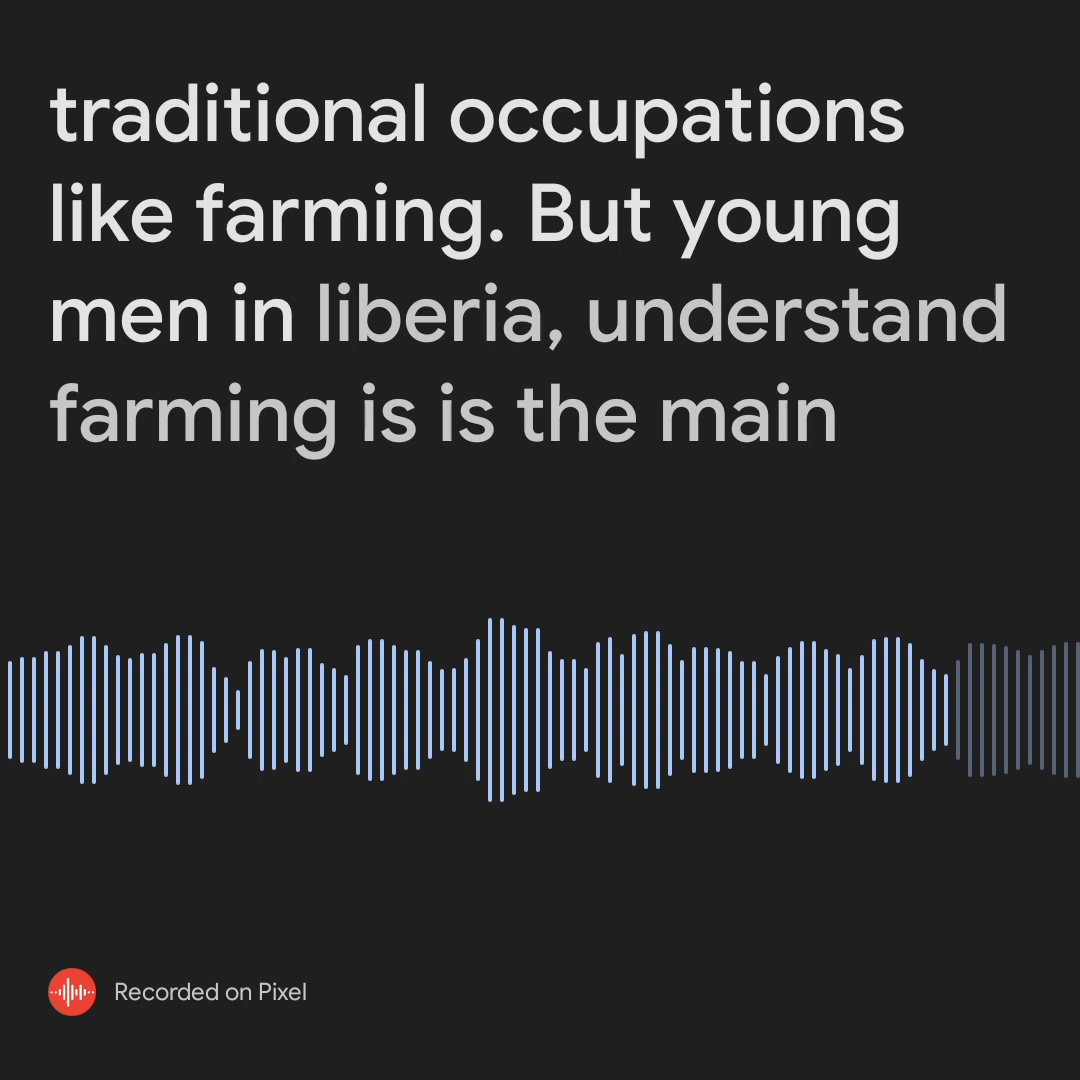 traditional occupations
like farming. But young
men in liberia, understand
farming is is the main
Recorded on Pixel